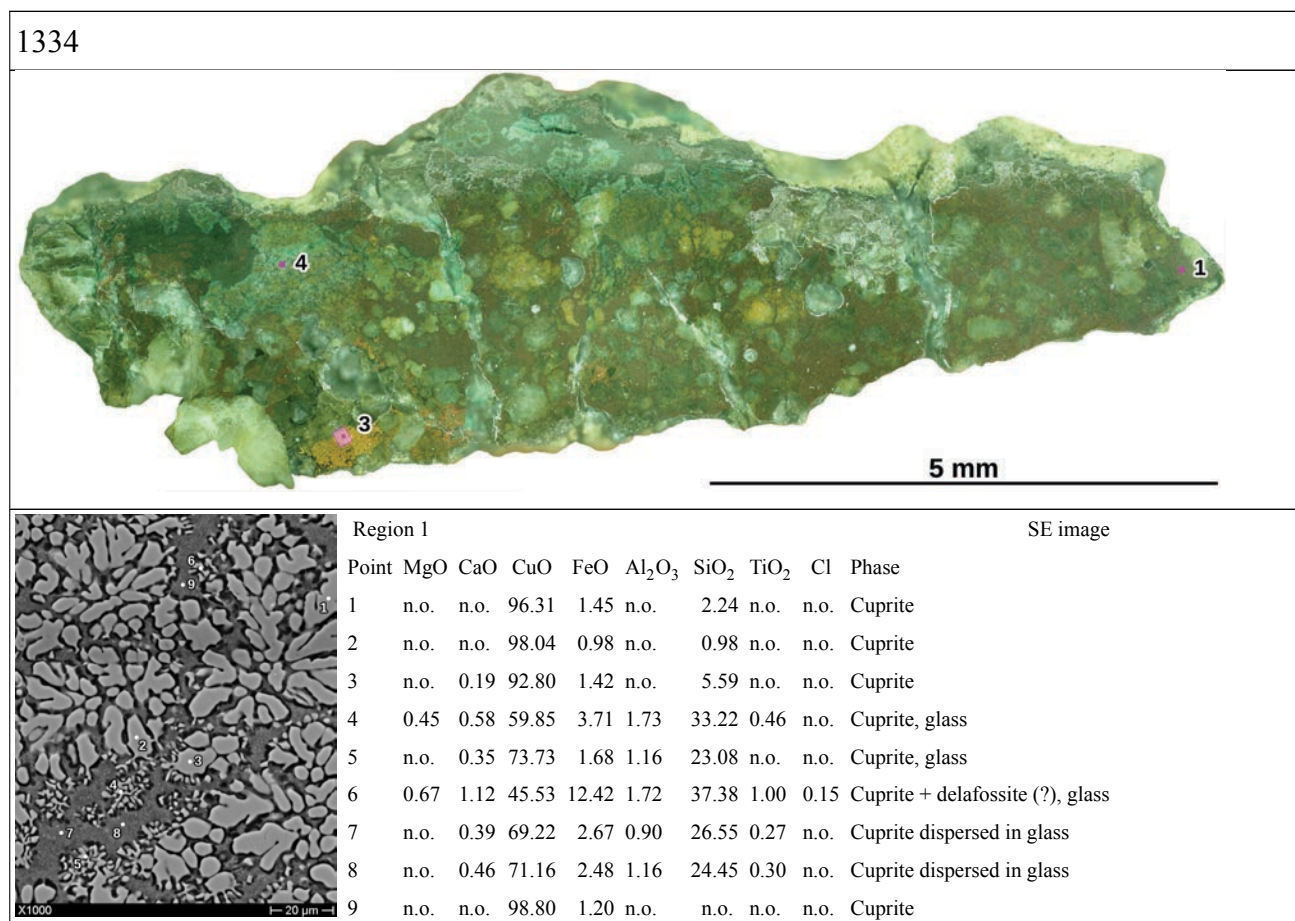 1334
4
1
3
5 mm
Region 1 SE image
Point MgO CaO CuO FeO Al₂O₃ SiO₂ TiO₂ Cl Phase
1 n.o. n.o. 96.31 1.45 n.o. 2.24 n.o. n.o. Cuprite
2 n.o. n.o. 98.04 0.98 n.o. 0.98 n.o. n.o. Cuprite
3 n.o. 0.19 92.80 1.42 n.o. 5.59 n.o. n.o. Cuprite
4 0.45 0.58 59.85 3.71 1.73 33.22 0.46 n.o. Cuprite, glass
5 n.o. 0.35 73.73 1.68 1.16 23.08 n.o. n.o. Cuprite, glass
6 0.67 1.12 45.53 12.42 1.72 37.38 1.00 0.15 Cuprite + delafossite (?), glass
7 n.o. 0.39 69.22 2.67 0.90 26.55 0.27 n.o. Cuprite dispersed in glass
8 n.o. 0.46 71.16 2.48 1.16 24.45 0.30 n.o. Cuprite dispersed in glass
9 n.o. n.o. 98.80 1.20 n.o. n.o. n.o. n.o. Cuprite
6
9
1
2
3
4
7
8
5
X1000 20 µm